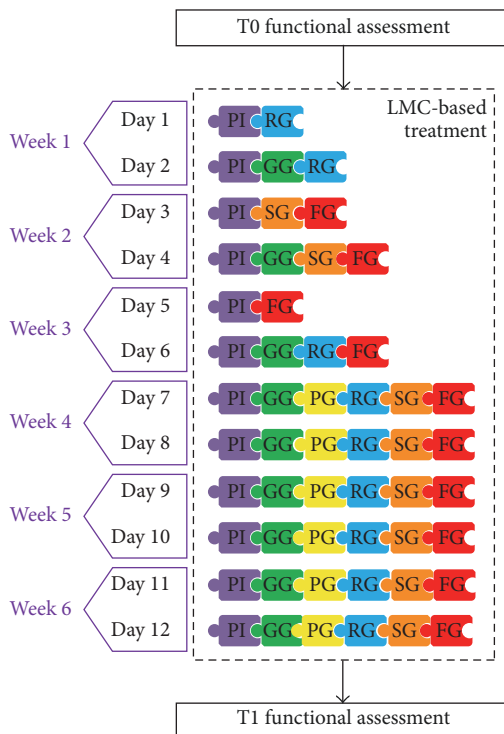 T0 functional assessment
LMC-based
treatment
Week 1
Day 1
PI RG
Day 2
PI GG RG
Week 2
Day 3
PI SG FG
Day 4
PI GG SG FG
Week 3
Day 5
PI FG
Day 6
PI GG RG FG
Week 4
Day 7
PI GG PG RG SG FG
Day 8
PI GG PG RG SG FG
Week 5
Day 9
PI GG PG RG SG FG
Day 10
PI GG PG RG SG FG
Week 6
Day 11
PI GG PG RG SG FG
Day 12
PI GG PG RG SG FG
T1 functional assessment